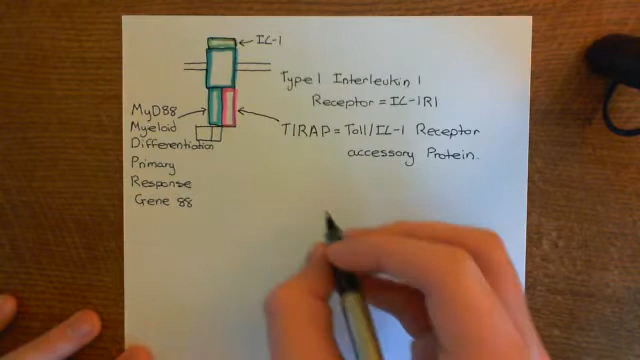 IL-1
Type 1 Interleukin 1
Receptor = IL-1R1
MyD88
Myeloid
Differentiation
Primary
Response
Gene 88
TIRAP = Toll/IL-1 Receptor
accessory Protein.